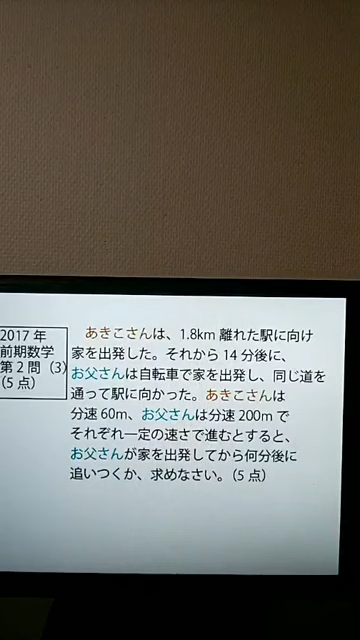 2017 年
前期数学
第 2 問（3）
（5 点）
あきこさんは、1.8km 離れた駅に向け
家を出発した。それから 14 分後に、
お父さんは自転車で家を出発し、同じ道を
通って駅に向かった。あきこさんは
分速 60m、お父さんは分速 200m で
それぞれ一定の速さで進むとすると、
お父さんが家を出発してから何分後に
追いつくか、求めなさい。（5 点）